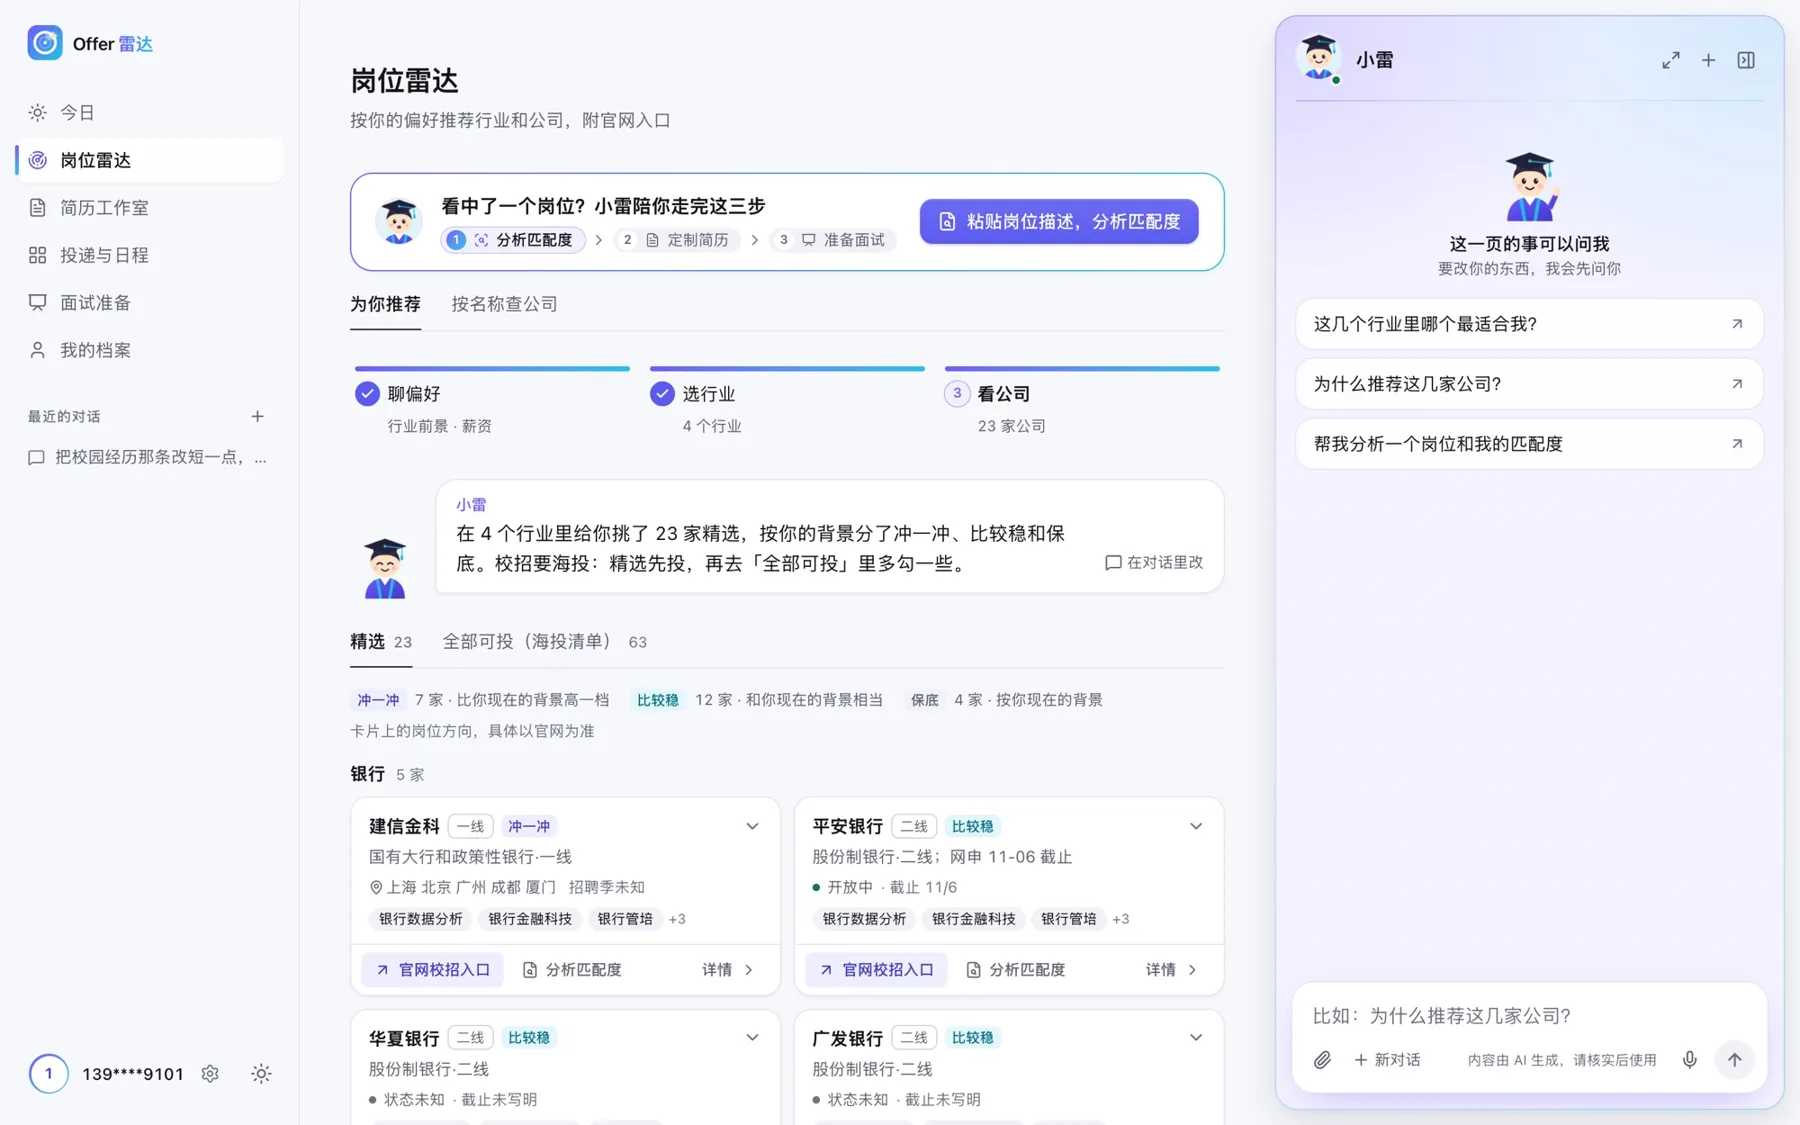 Offer 雷达
今日
岗位雷达
简历工作室
投递与日程
面试准备
我的档案
最近的对话
把校园经历那条改短一点，...
1 139****9101
岗位雷达
按你的偏好推荐行业和公司，附官网入口
看中了一个岗位？小雷陪你走完这三步
1 分析匹配度 2 定制简历 3 准备面试
粘贴岗位描述，分析匹配度
为你推荐 按名称查公司
聊偏好
行业前景 · 薪资
选行业
4 个行业
3 看公司
23 家公司
小雷
在 4 个行业里给你挑了 23 家精选，按你的背景分了冲一冲、比较稳和保
底。校招要海投：精选先投，再去「全部可投」里多勾一些。
在对话里改
精选 23 全部可投（海投清单） 63
冲一冲 7 家 · 比你现在的背景高一档 比较稳 12 家 · 和你现在的背景相当 保底 4 家 · 按你现在的背景
卡片上的岗位方向，具体以官网为准
银行 5 家
建信金科 一线 冲一冲
国有大行和政策性银行·一线
上海 北京 广州 成都 厦门 招聘季未知
银行数据分析 银行金融科技 银行管培 +3
官网校招入口 分析匹配度 详情
平安银行 二线 比较稳
股份制银行·二线；网申 11-06 截止
开放中 · 截止 11/6
银行数据分析 银行金融科技 银行管培 +3
官网校招入口 分析匹配度 详情
华夏银行 二线 比较稳
股份制银行·二线
状态未知 · 截止未写明
广发银行 二线 比较稳
股份制银行·二线
状态未知 · 截止未写明
小雷
这一页的事可以问我
要改你的东西，我会先问你
这几个行业里哪个最适合我？
为什么推荐这几家公司？
帮我分析一个岗位和我的匹配度
比如：为什么推荐这几家公司？
新对话 内容由 AI 生成，请核实后使用